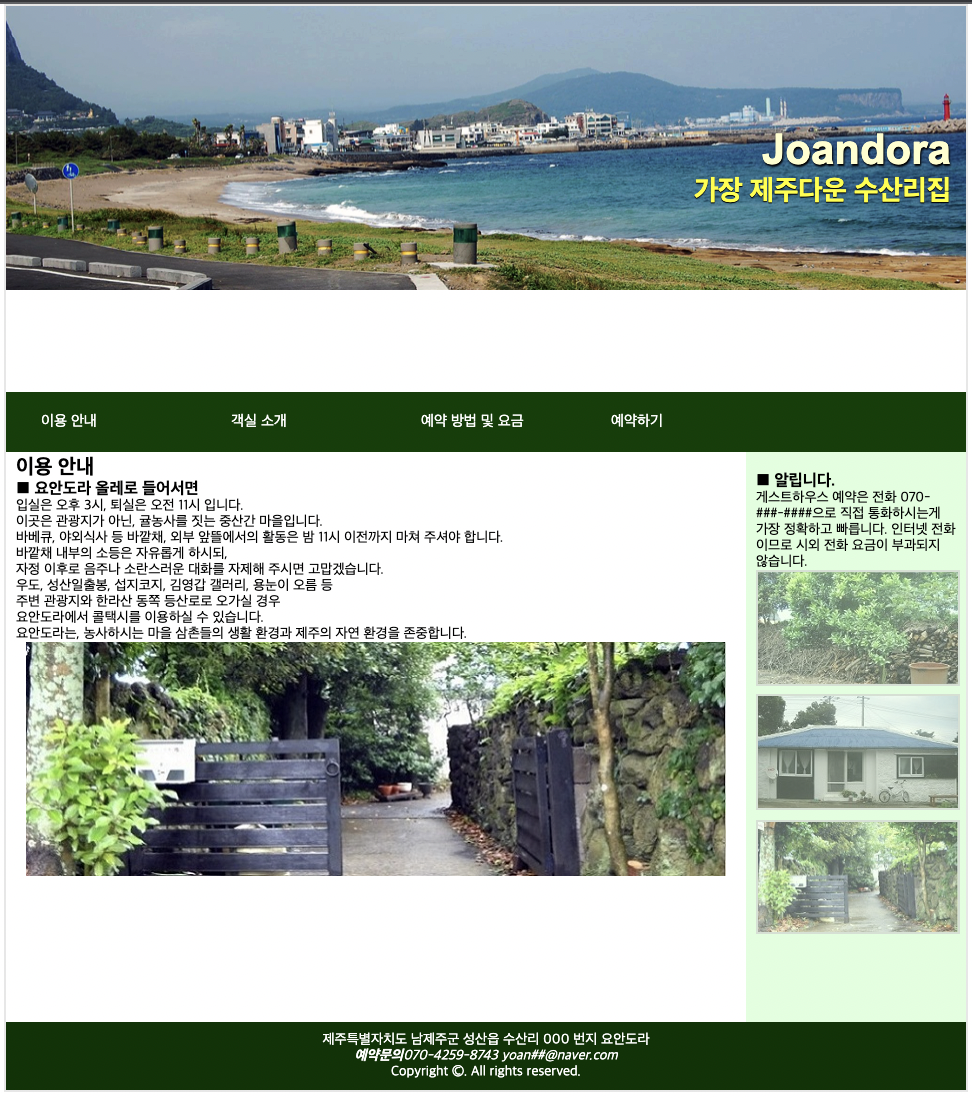 Joandora
가장 제주다운 수산리집
이용 안내
객실 소개
예약 방법 및 요금
예약하기
이용 안내
■ 요안도라 올레로 들어서면
입실은 오후 3시, 퇴실은 오전 11시 입니다.
이곳은 관광지가 아닌, 귤농사를 짓는 중산간 마을입니다.
바베큐, 야외식사 등 바깥채, 외부 앞뜰에서의 활동은 밤 11시 이전까지 마쳐 주셔야 합니다.
바깥채 내부의 소등은 자유롭게 하시되,
자정 이후로 음주나 소란스러운 대화를 자제해 주시면 고맙겠습니다.
우도, 성산일출봉, 섭지코지, 김영갑 갤러리, 용눈이 오름 등
주변 관광지와 한라산 동쪽 등산로로 오가실 경우
요안도라에서 콜택시를 이용하실 수 있습니다.
요안도라는, 농사하시는 마을 삼촌들의 생활 환경과 제주의 자연 환경을 존중합니다.
■ 알립니다.
게스트하우스 예약은 전화 070-
###-####으로 직접 통화하시는게
가장 정확하고 빠릅니다. 인터넷 전화
이므로 시외 전화 요금이 부과되지
않습니다.
제주특별자치도 남제주군 성산읍 수산리 000 번지 요안도라
예약문의070-4259-8743 yoan##@naver.com
Copyright ©. All rights reserved.